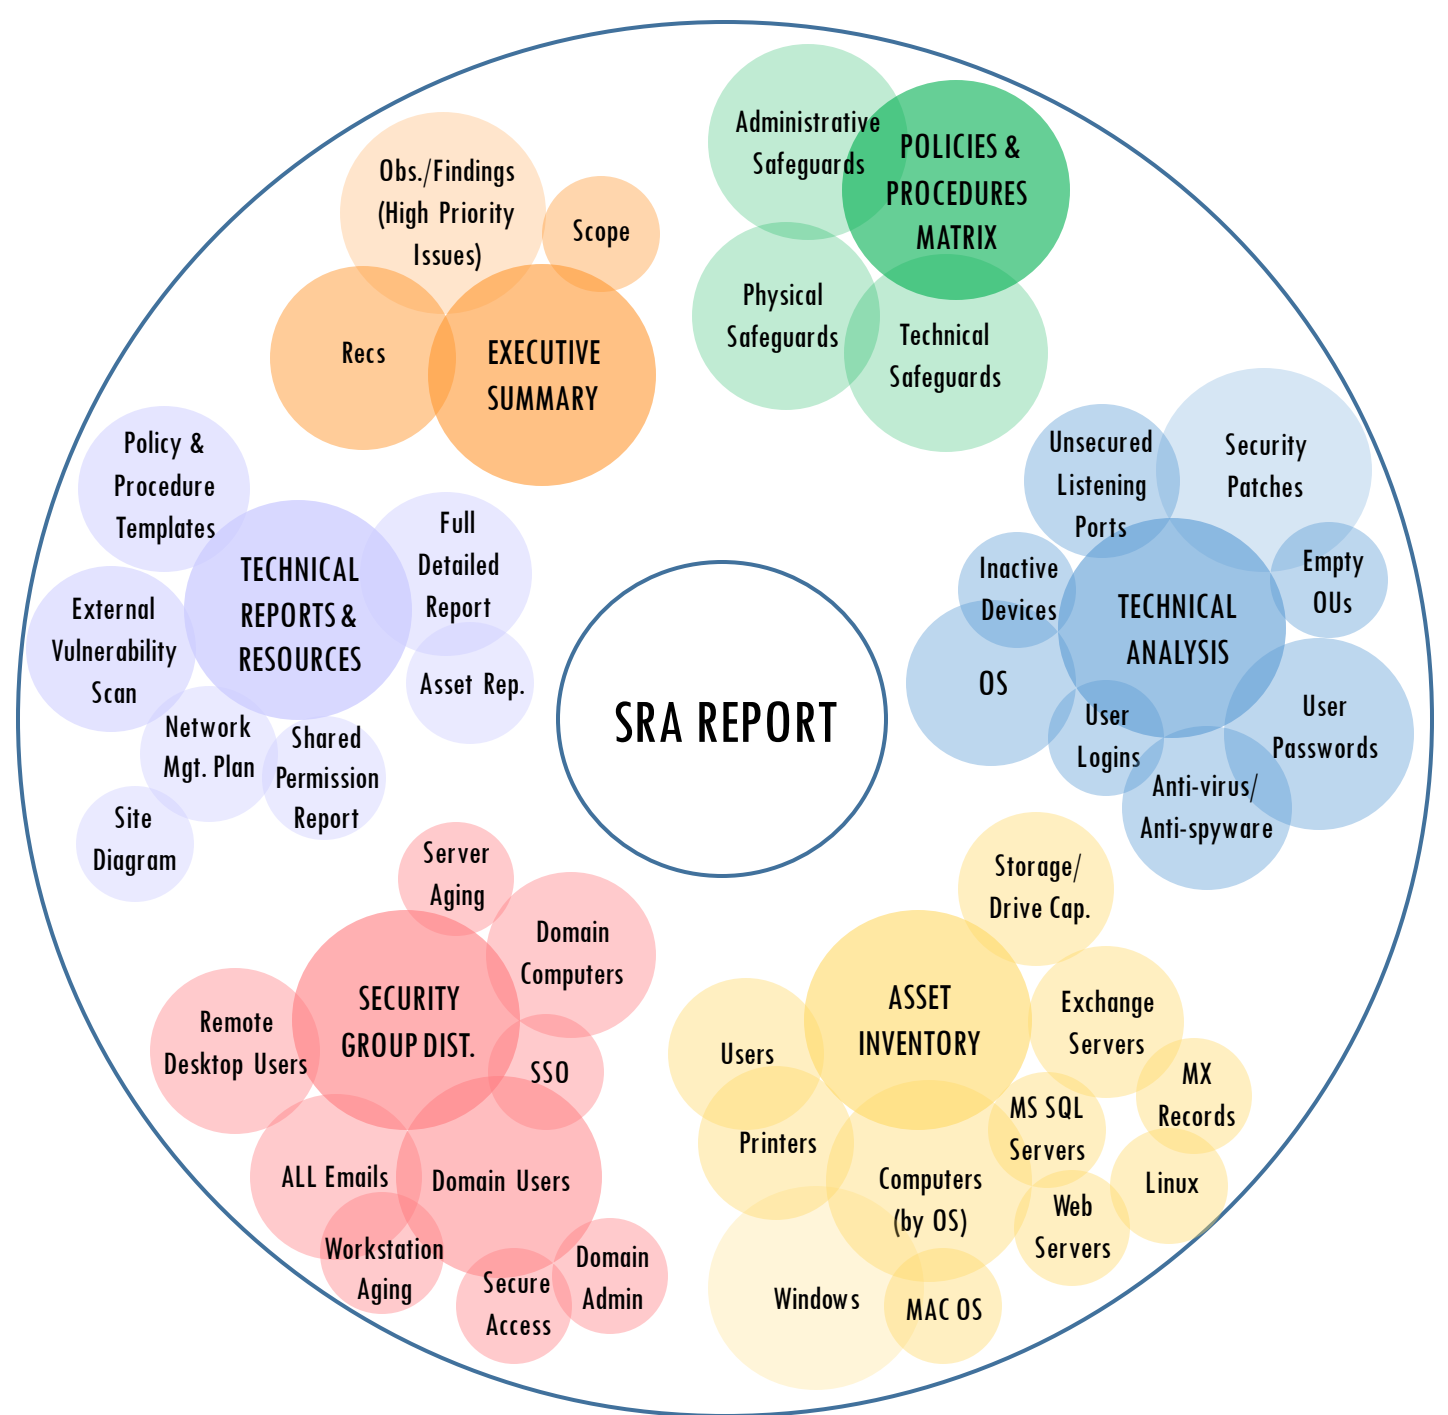 Administrative
Safeguards
POLICIES &
PROCEDURES
MATRIX
Physical
Safeguards
Technical
Safeguards
Obs./Findings
(High Priority
Issues)
Scope
Recs
EXECUTIVE
SUMMARY
Policy &
Procedure
Templates
TECHNICAL
REPORTS &
RESOURCES
Full
Detailed
Report
External
Vulnerability
Scan
Asset Rep.
Network
Mgt. Plan
Shared
Permission
Report
Site
Diagram
SRA REPORT
Unsecured
Listening
Ports
Security
Patches
Inactive
Devices
Empty
OUs
TECHNICAL
ANALYSIS
OS
User
Logins
User
Passwords
Anti-virus/
Anti-spyware
Server
Aging
Domain
Computers
SECURITY
GROUP DIST.
Remote
Desktop Users
SSO
ALL Emails
Domain Users
Workstation
Aging
Secure
Access
Domain
Admin
Storage/
Drive Cap.
ASSET
INVENTORY
Exchange
Servers
Users
MX
Records
Printers
MS SQL
Servers
Computers
(by OS)
Linux
Web
Servers
Windows
MAC OS